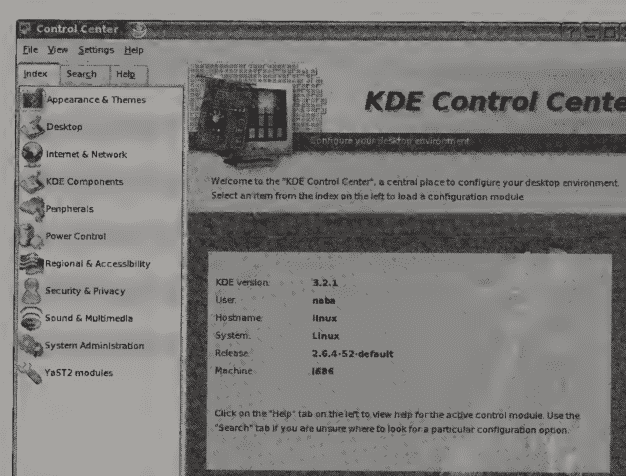 Control Center
File View Settings Help
Index Search Help
Appearance & Themes
Desktop
Internet & Network
KDE Components
Peripherals
Power Control
Regional & Accessibility
Security & Privacy
Sound & Multimedia
System Administration
YaST2 modules
KDE Control Cente
Configure your desktop environment
Welcome to the "KDE Control Center", a central place to configure your desktop environment.
Select an item from the index on the left to load a configuration module
KDE version: 3.2.1
User: naba
Hostname: linux
System: Linux
Release: 2.6.4-52-default
Machine: i686
Click on the "Help" tab on the left to view help for the active control module. Use the
"Search" tab if you are unsure where to look for a particular configuration option.